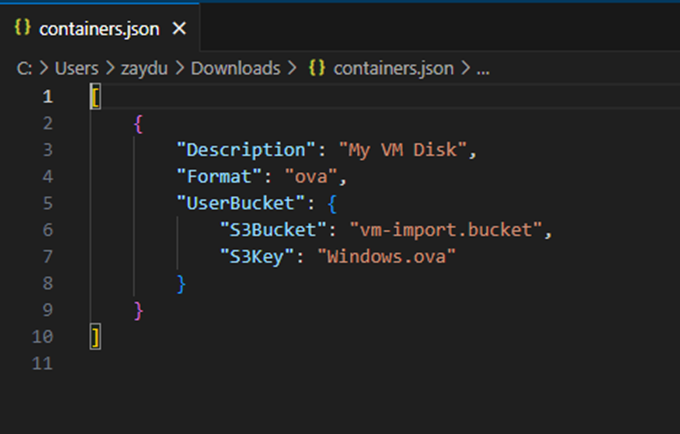 {} containers.json ×
C: > Users > zaydu > Downloads > {} containers.json > ...
1 [
2 {
3 "Description": "My VM Disk",
4 "Format": "ova",
5 "UserBucket": {
6 "S3Bucket": "vm-import.bucket",
7 "S3Key": "Windows.ova"
8 }
9 }
10 ]
11